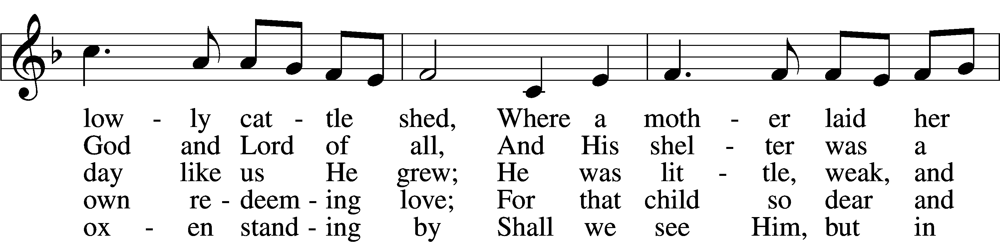 low - ly cat - tle shed, Where a moth - er laid her
God and Lord of all, And His shel - ter was a
day like us He grew; He was lit - tle, weak, and
own re - deem - ing love; For that child so dear and
ox - en stand - ing by Shall we see Him, but in